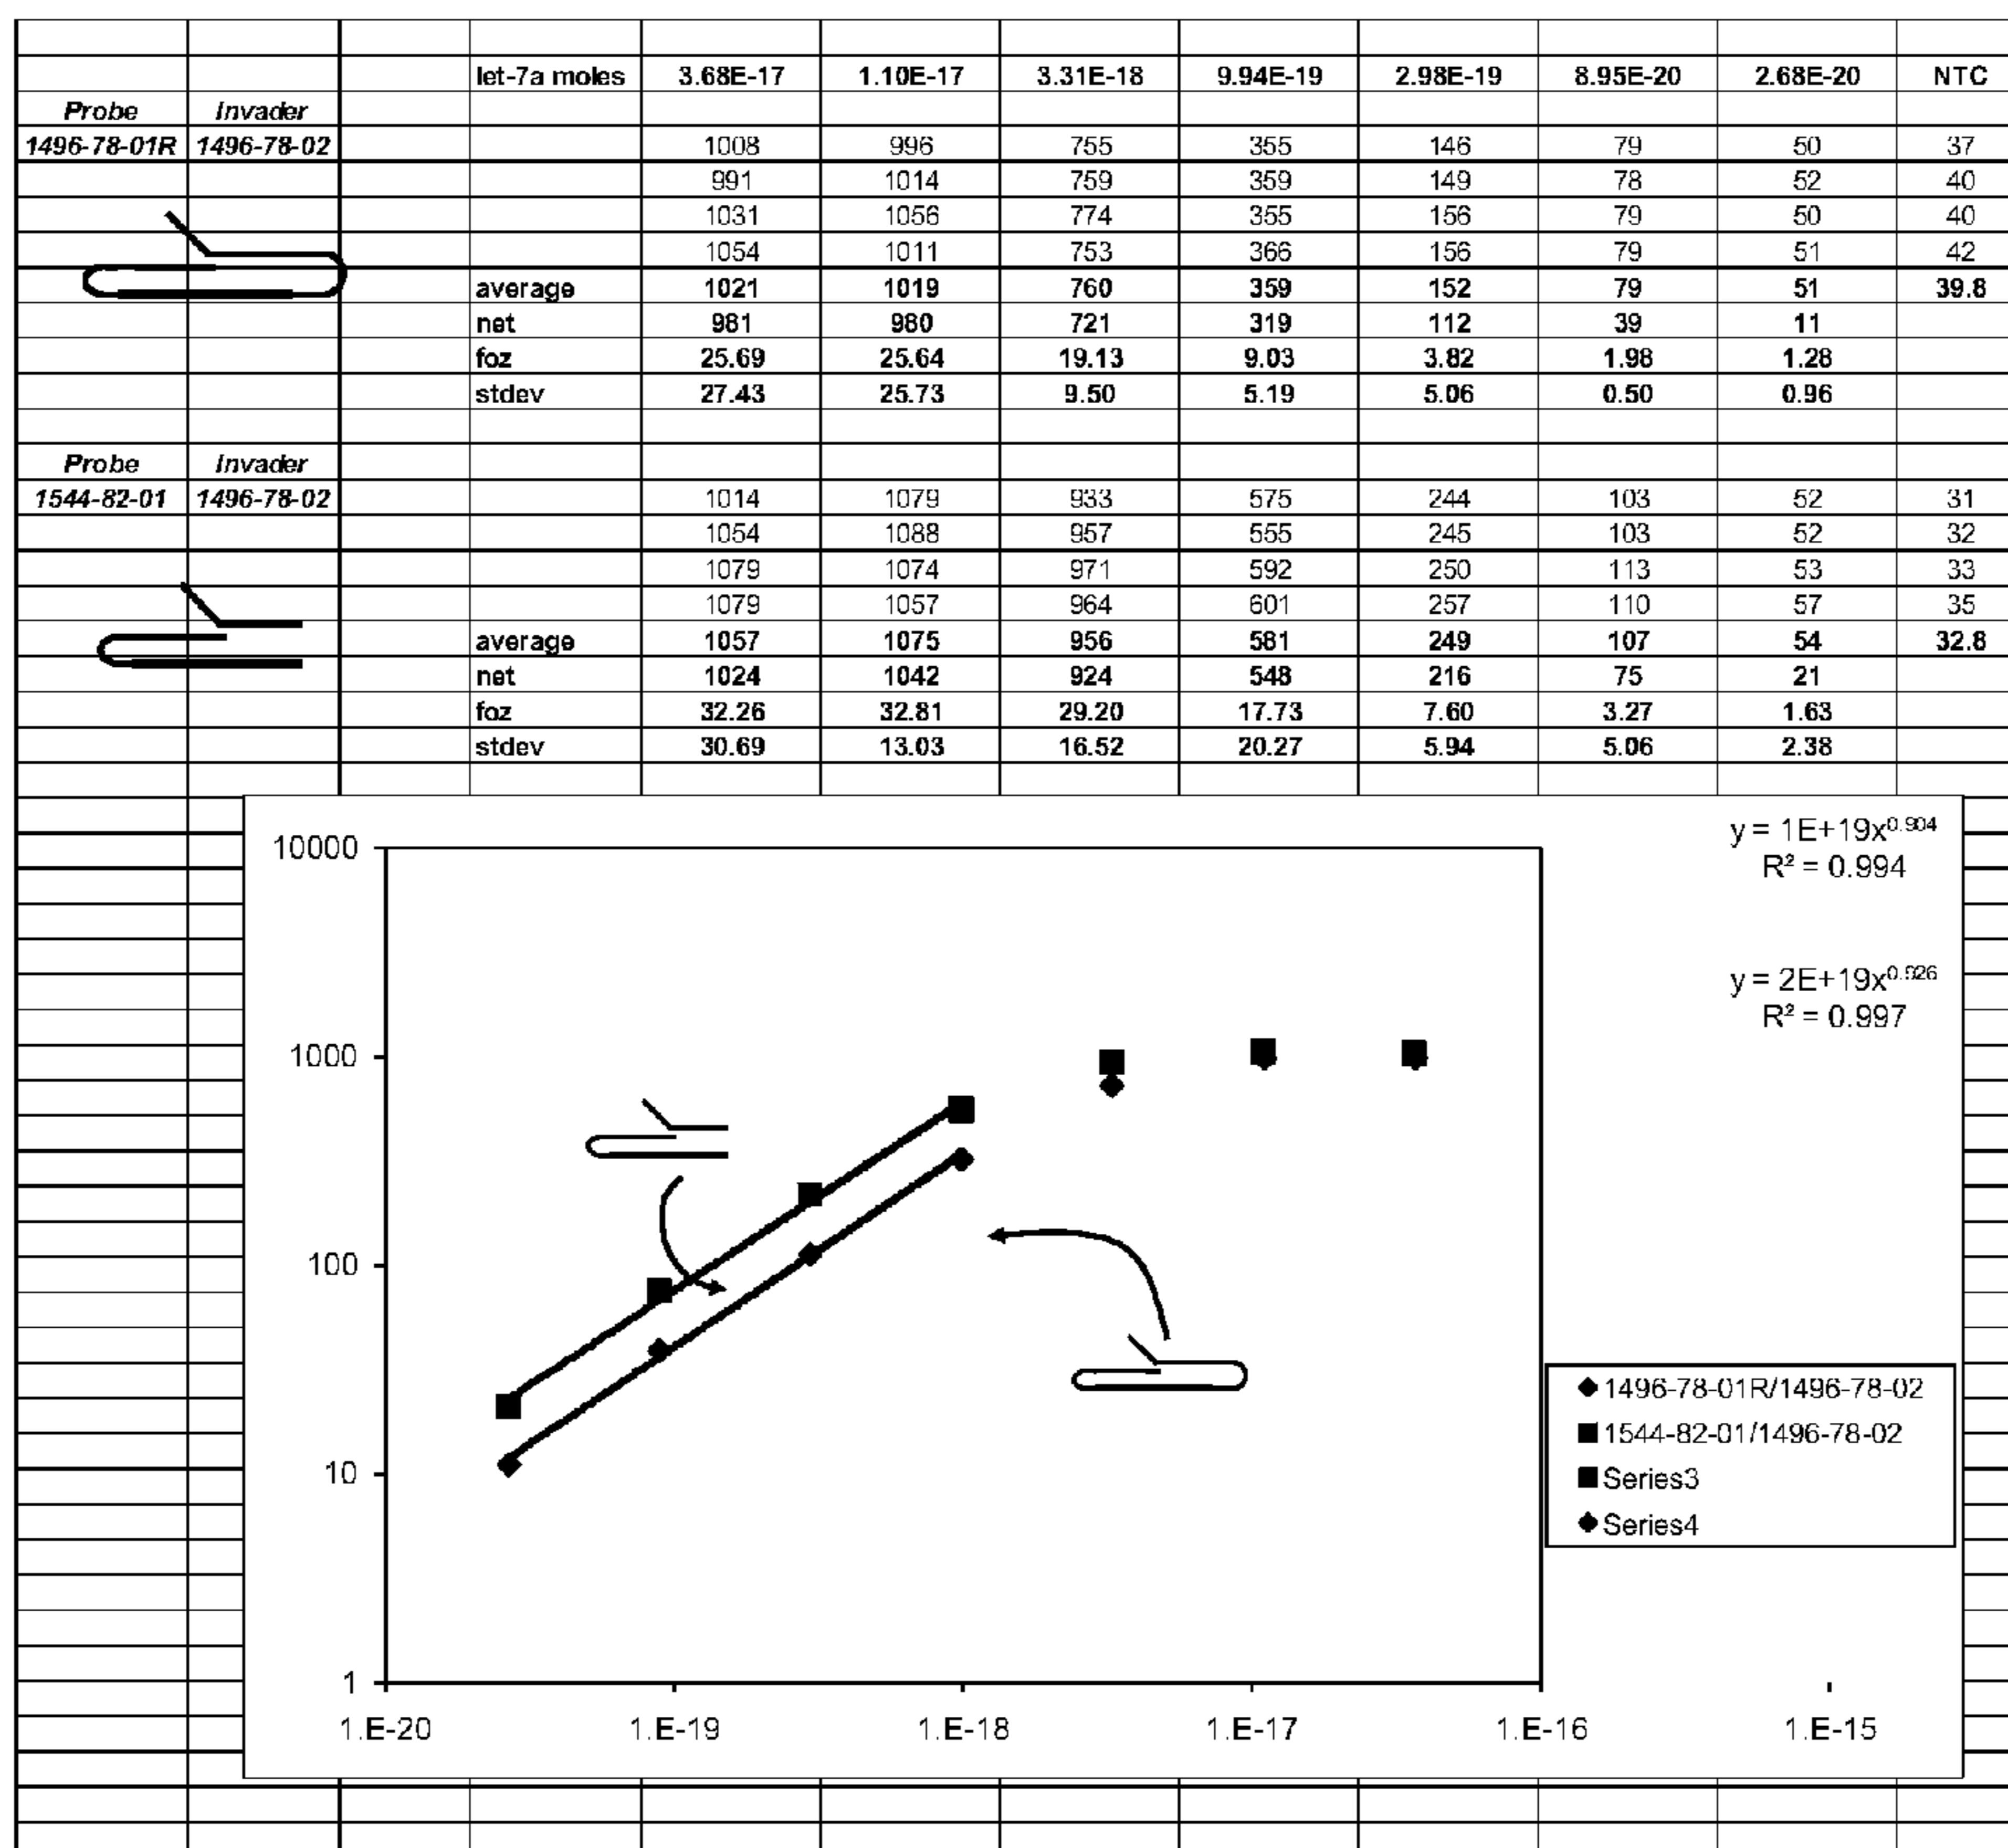 let-7a moles 3.68E-17 1.10E-17 3.31E-18 9.94E-19 2.98E-19 8.95E-20 2.68E-20 NTC
Probe Invader
1496-78-01R 1496-78-02 1008 996 755 355 146 79 50 37
991 1014 759 359 149 78 52 40
1031 1056 774 355 156 79 50 40
1054 1011 753 366 156 79 51 42
average 1021 1019 760 359 152 79 51 39.8
net 981 980 721 319 112 39 11
foz 25.69 25.64 19.13 9.03 3.82 1.98 1.28
stdev 27.43 25.73 9.50 5.19 5.06 0.50 0.96
Probe Invader
1544-82-01 1496-78-02 1014 1079 933 575 244 103 52 31
1054 1088 957 555 245 103 52 32
1079 1074 971 592 250 113 53 33
1079 1057 964 601 257 110 57 35
average 1057 1075 956 581 249 107 54 32.8
net 1024 1042 924 548 216 75 21
foz 32.26 32.81 29.20 17.73 7.60 3.27 1.63
stdev 30.69 13.03 16.52 20.27 5.94 5.06 2.38
y = 1E+19x^0.904
R² = 0.994
y = 2E+19x^0.926
R² = 0.997
10000
1000
100
10
1
1.E-20 1.E-19 1.E-18 1.E-17 1.E-16 1.E-15
1496-78-01R/1496-78-02
1544-82-01/1496-78-02
Series3
Series4